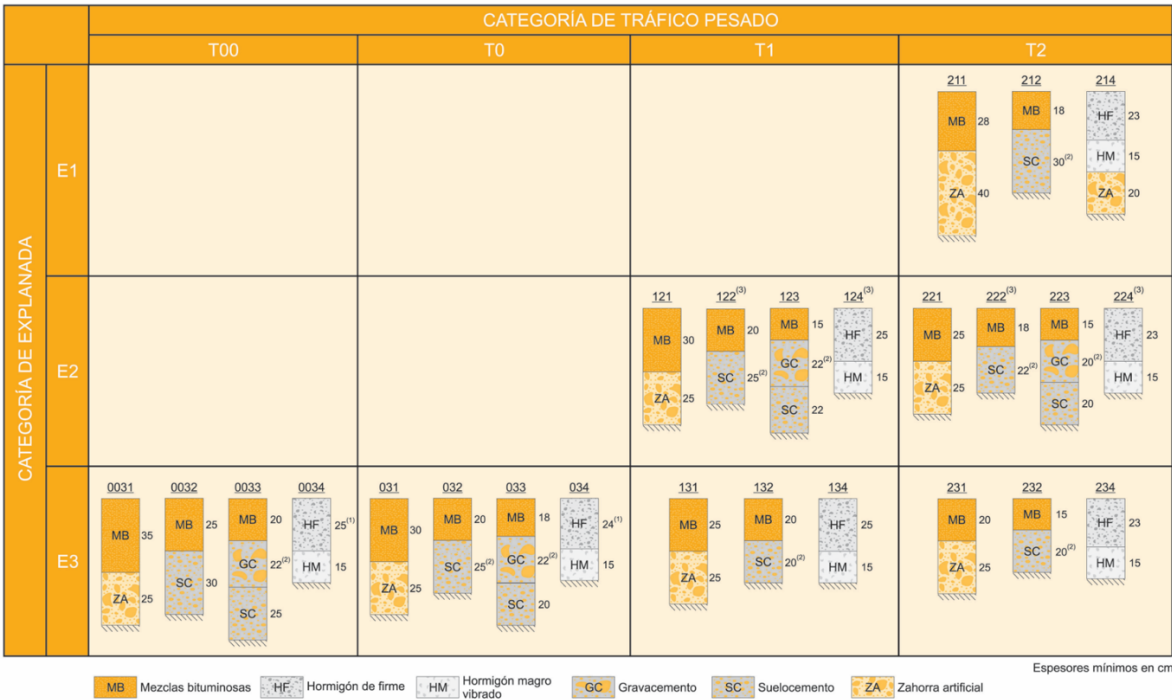 CATEGORÍA DE TRÁFICO PESADO
T00 T0 T1 T2
CATEGORÍA DE EXPLANADA
E1
211 212 214
MB 28 MB 18 HF 23
ZA 40 SC 30(2) HM 15
ZA 20
E2
121 122(3) 123 124(3) 221 222(3) 223 224(3)
MB 30 MB 20 MB 15 HF 25 MB 25 MB 18 MB 15 HF 23
ZA 25 SC 25(2) GC 22(2) HM 15 ZA 25 SC 22(2) GC 20(2) HM 15
SC 22 SC 20
E3
0031 0032 0033 0034 031 032 033 034 131 132 134 231 232 234
MB 35 MB 25 MB 20 HF 25(1) MB 30 MB 20 MB 18 HF 24(1) MB 25 MB 20 HF 25 MB 20 MB 15 HF 23
ZA 25 SC 30 GC 22(2) HM 15 ZA 25 SC 25(2) GC 22(2) HM 15 ZA 25 SC 20(2) HM 15 ZA 25 SC 20(2) HM 15
SC 25 SC 20
Espesores mínimos en cm
MB Mezclas bituminosas HF Hormigón de firme HM Hormigón magro vibrado GC Gravacemento SC Suelocemento ZA Zahorra artificial